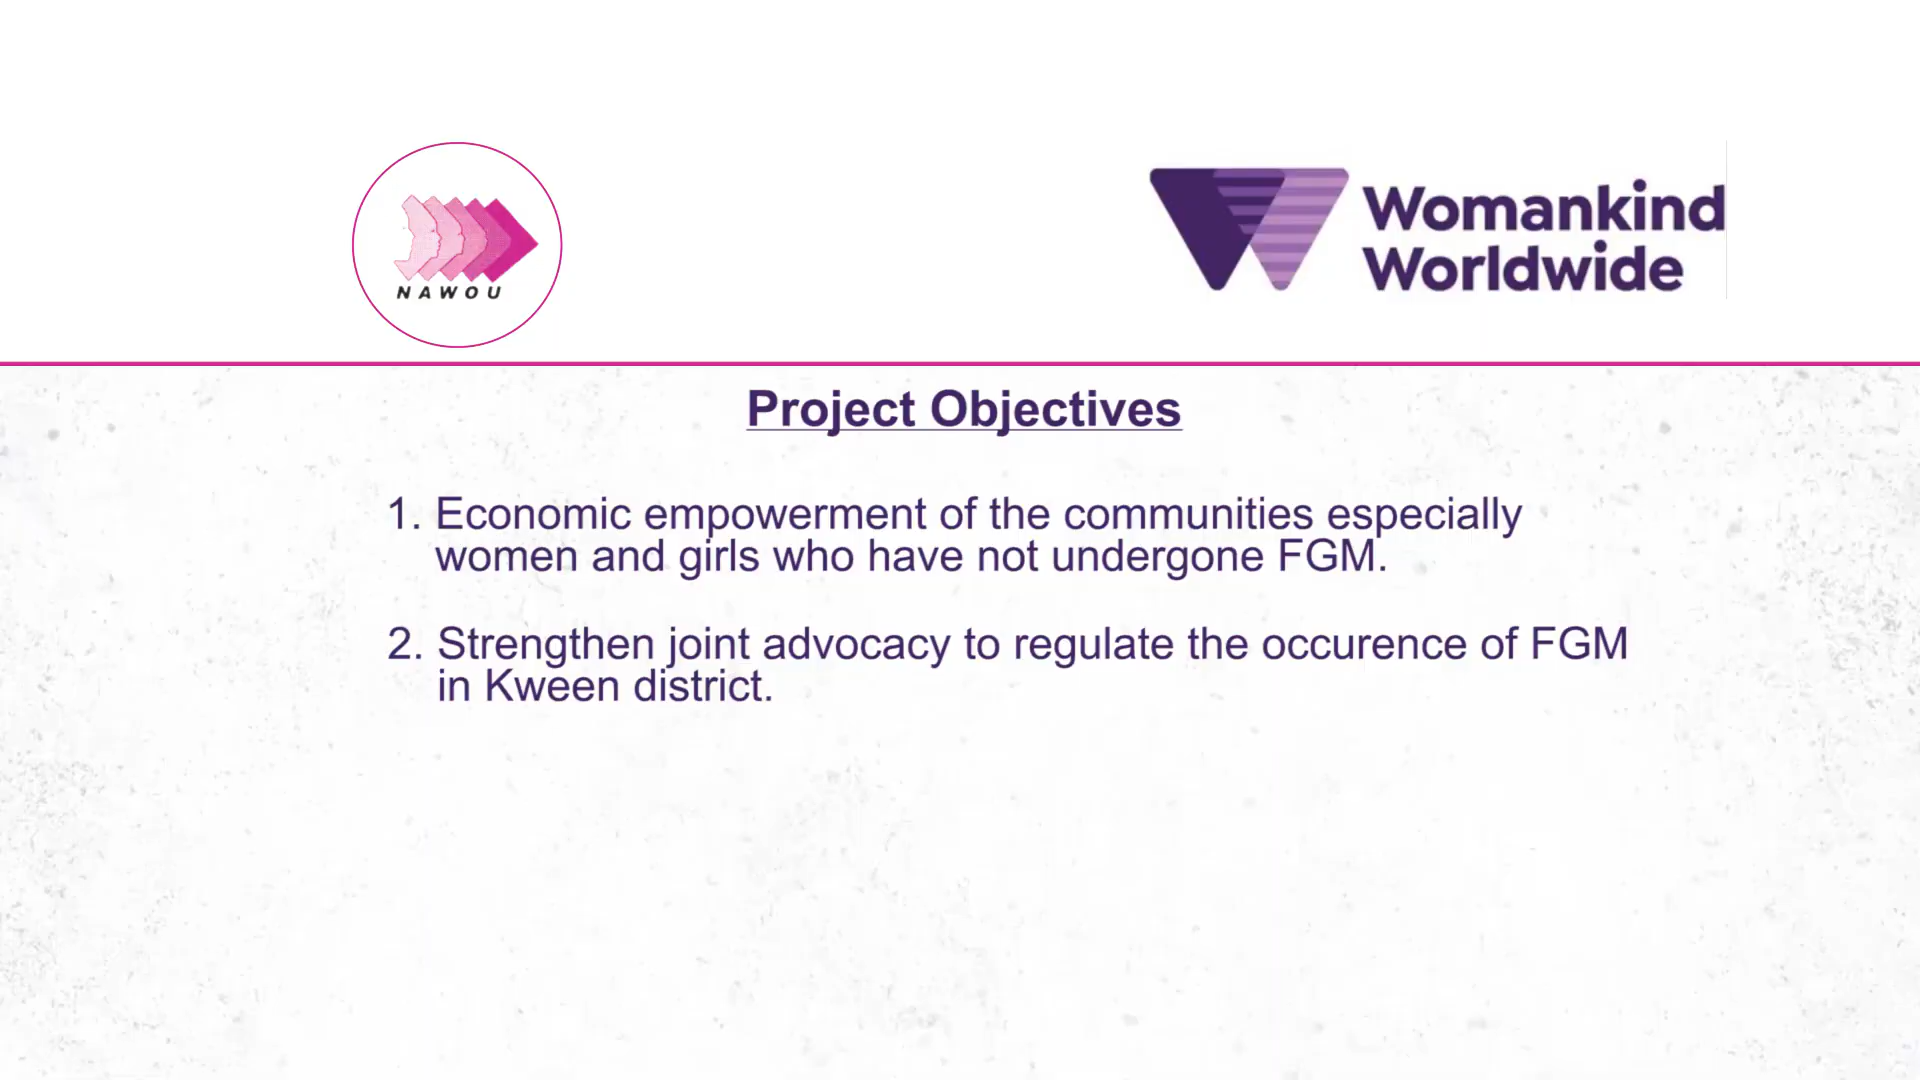 NAWOU
Womankind
Worldwide
Project Objectives
1. Economic empowerment of the communities especially
women and girls who have not undergone FGM.
2. Strengthen joint advocacy to regulate the occurence of FGM
in Kween district.